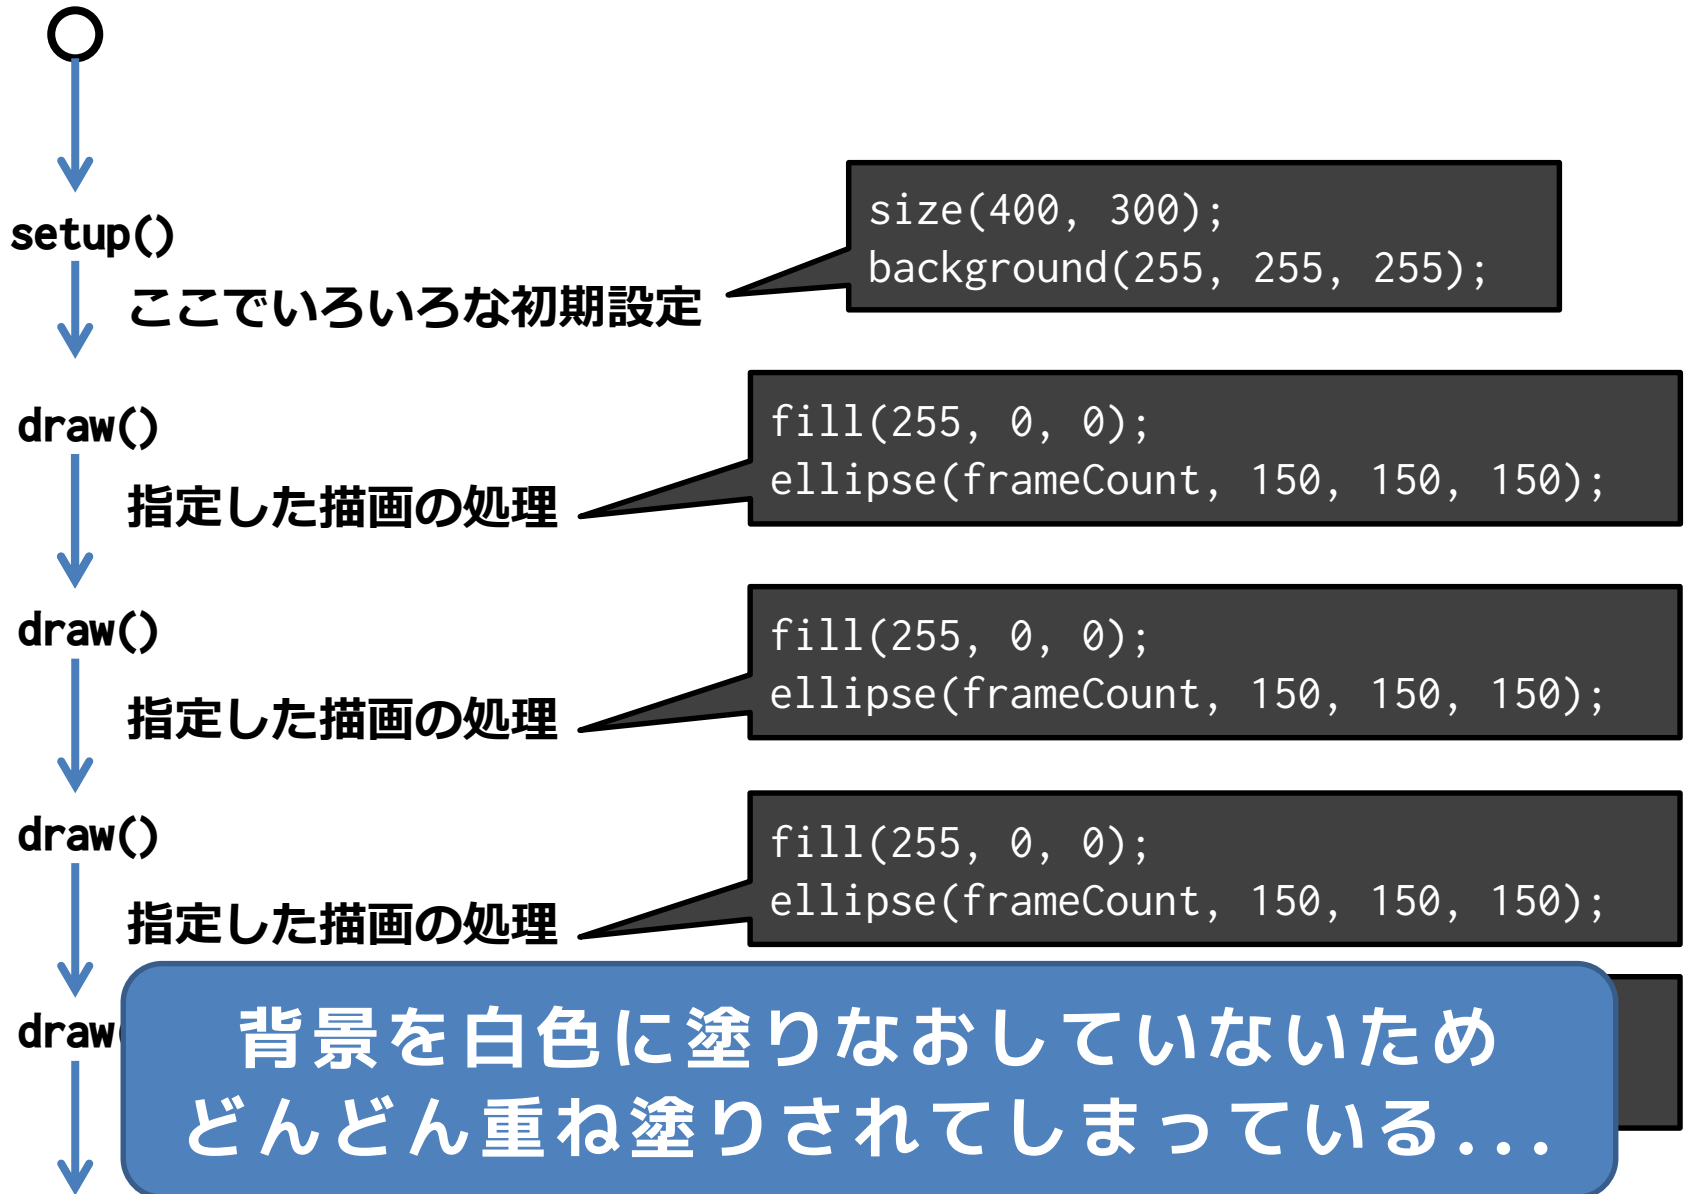 setup()
ここでいろいろな初期設定
size(400, 300);
background(255, 255, 255);
draw()
指定した描画の処理
fill(255, 0, 0);
ellipse(frameCount, 150, 150, 150);
draw()
指定した描画の処理
fill(255, 0, 0);
ellipse(frameCount, 150, 150, 150);
draw()
指定した描画の処理
fill(255, 0, 0);
ellipse(frameCount, 150, 150, 150);
draw(
背景を白色に塗りなおしていないため
どんどん重ね塗りされてしまっている...